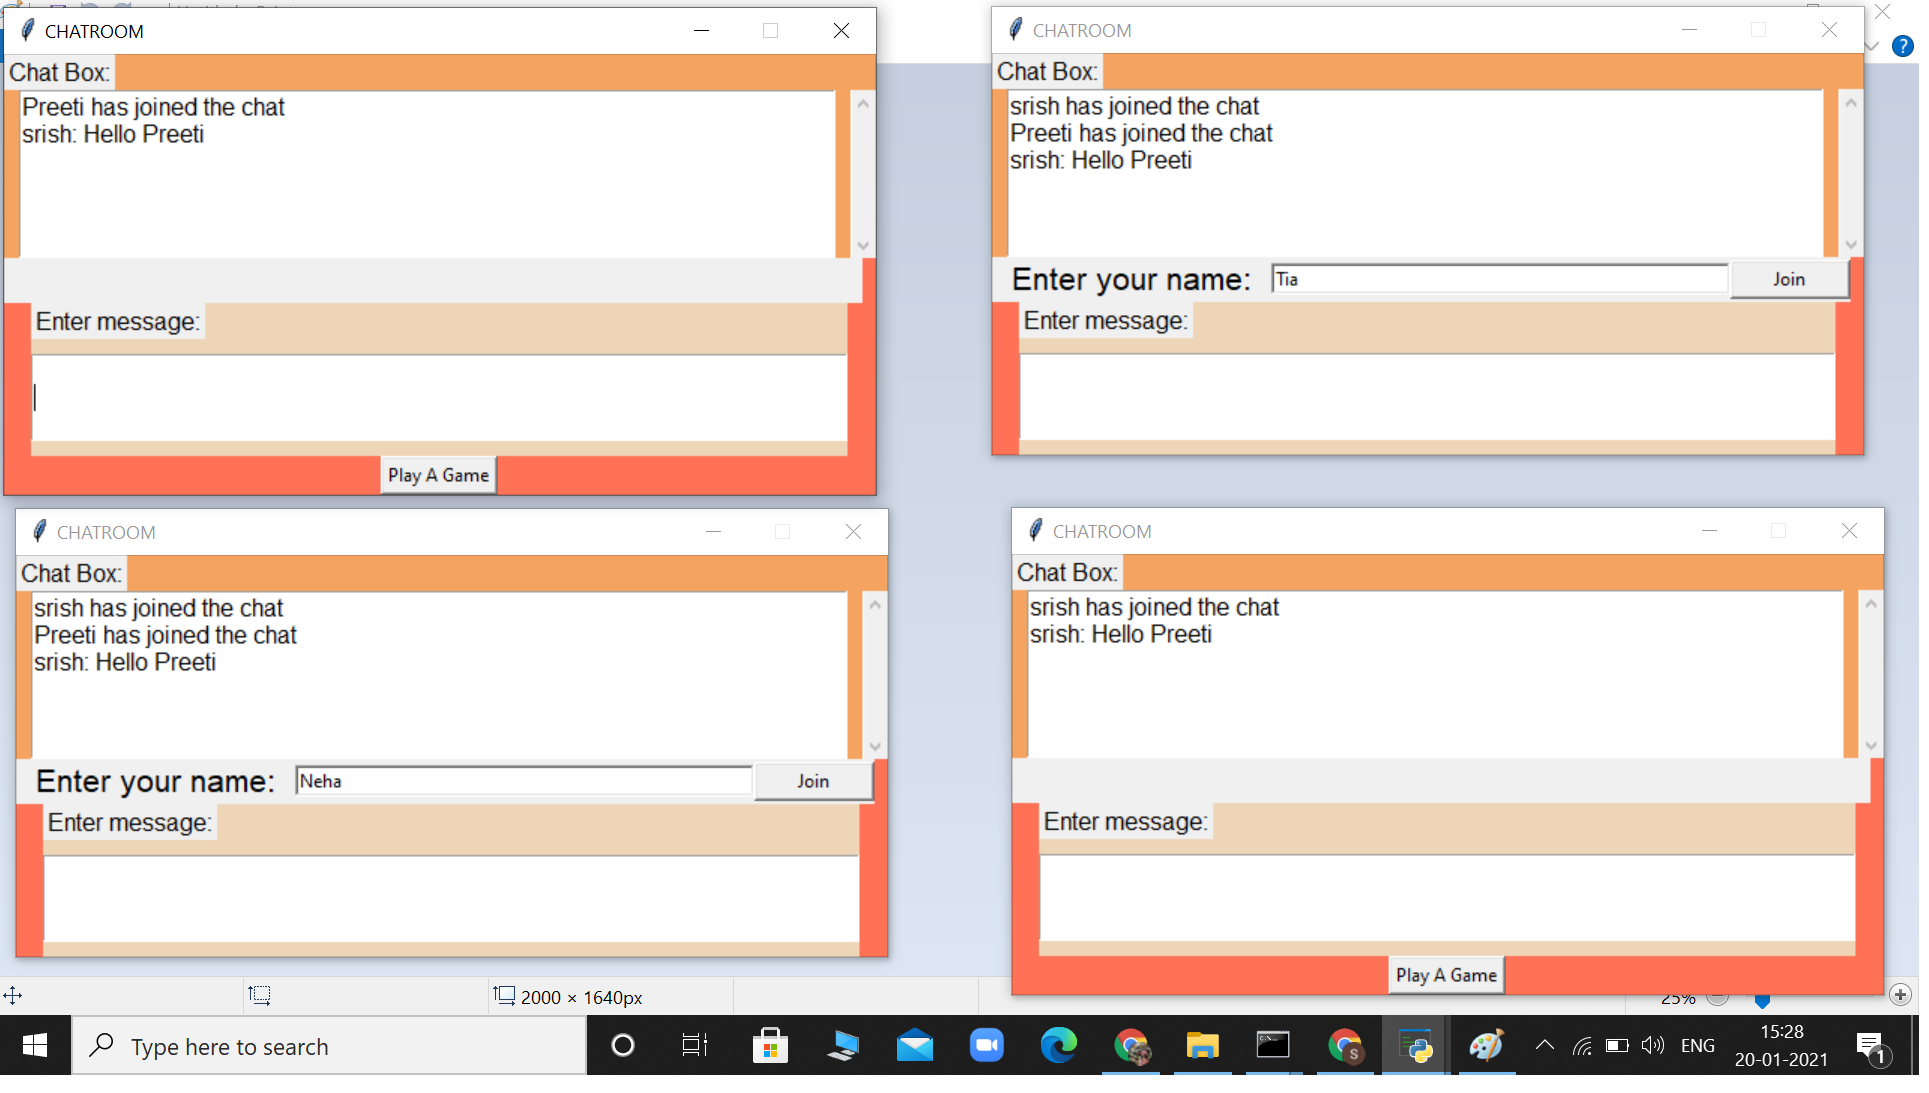 CHATROOM
Chat Box:
Preeti has joined the chat
srish: Hello Preeti
Enter message:
Play A Game
CHATROOM
Chat Box:
srish has joined the chat
Preeti has joined the chat
srish: Hello Preeti
Enter your name: Tia Join
Enter message:
CHATROOM
Chat Box:
srish has joined the chat
Preeti has joined the chat
srish: Hello Preeti
Enter your name: Neha Join
Enter message:
CHATROOM
Chat Box:
srish has joined the chat
srish: Hello Preeti
Enter message:
Play A Game
2000 × 1640px
25%
Type here to search
S
ENG
15:28
20-01-2021
1